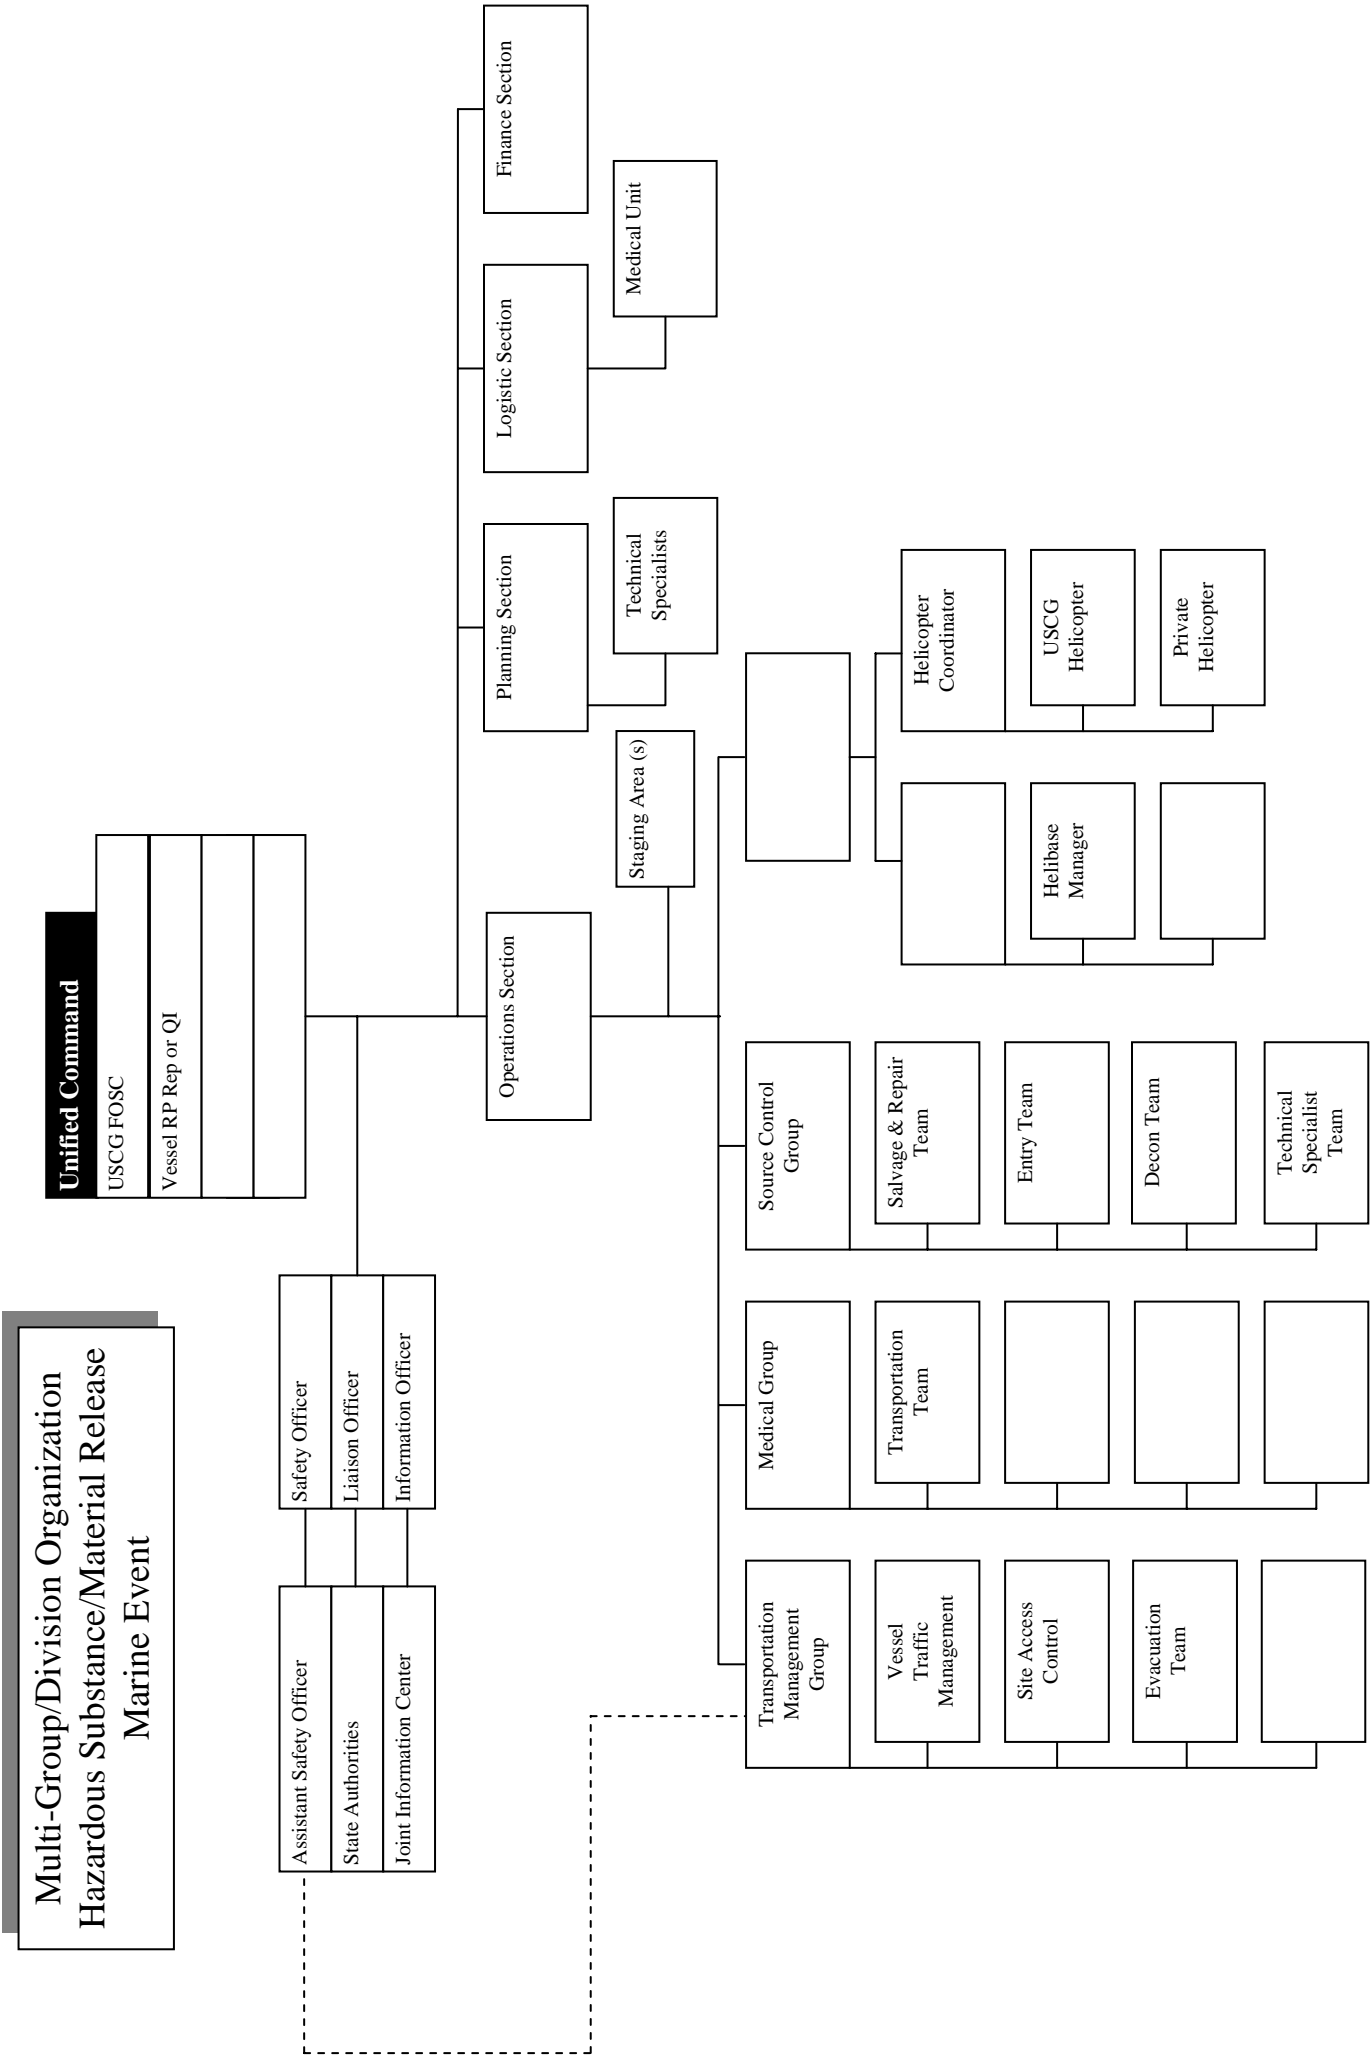 Multi-Group/Division Organization
Hazardous Substance/Material Release
Marine Event
Unified Command
USCG FOSC
Vessel RP Rep or QI
Assistant Safety Officer
State Authorities
Joint Information Center
Safety Officer
Liaison Officer
Information Officer
Operations Section
Planning Section
Logistic Section
Finance Section
Staging Area (s)
Technical
Specialists
Medical Unit
Transportation
Management
Group
Vessel
Traffic
Management
Site Access
Control
Evacuation
Team
Medical Group
Transportation
Team
Source Control
Group
Salvage & Repair
Team
Entry Team
Decon Team
Technical
Specialist
Team
Helibase
Manager
Helicopter
Coordinator
USCG
Helicopter
Private
Helicopter